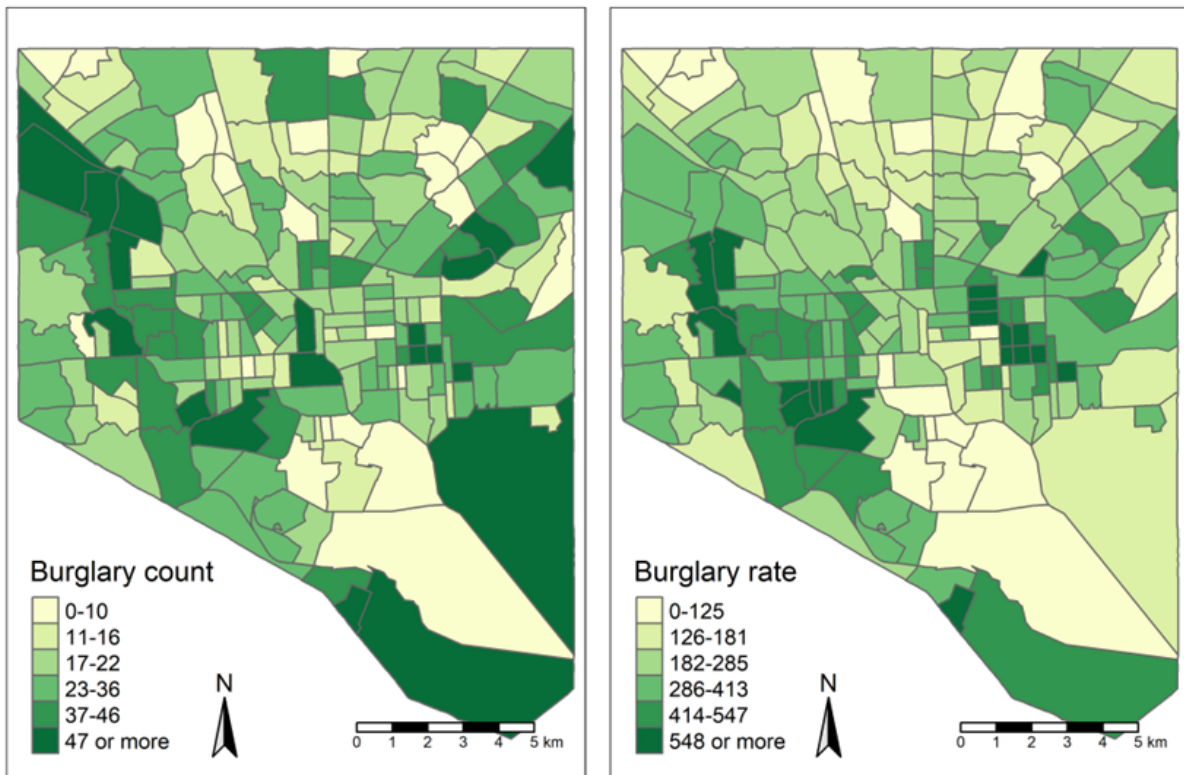 Burglary count
0-10
11-16
17-22
23-36
37-46
47 or more
N
0 1 2 3 4 5 km
Burglary rate
0-125
126-181
182-285
286-413
414-547
548 or more
N
0 1 2 3 4 5 km